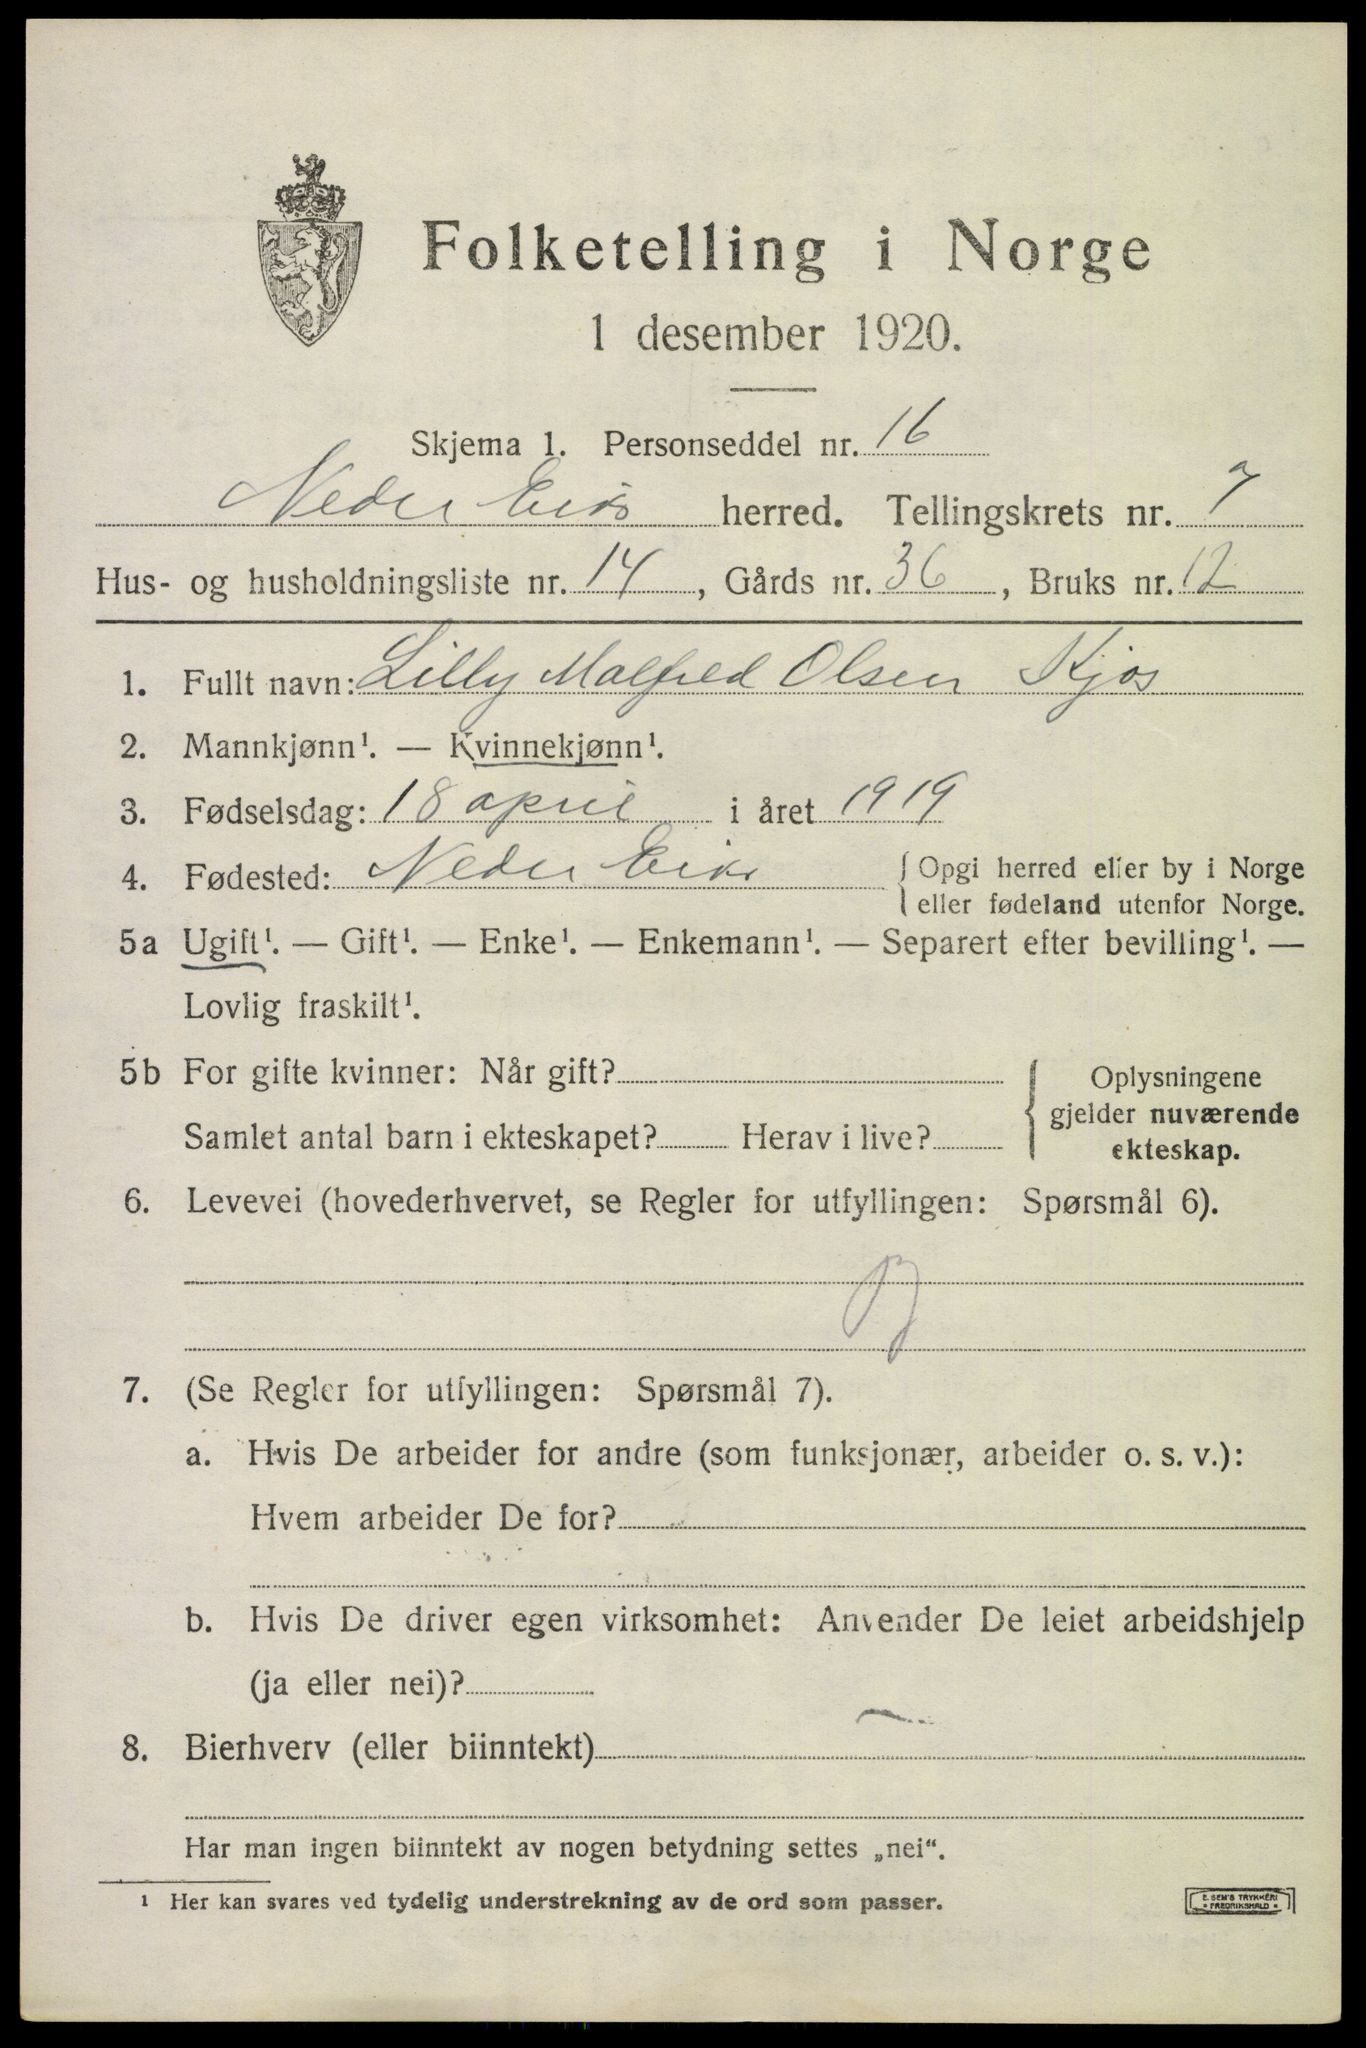 Folketelling i Norge
1 desember 1920.
Skjema 1. Personseddel nr. 16
Neder Eiker herred. Tellingskrets nr. 7
Hus- og husholdningsliste nr. 14, Gårds nr. 36, Bruks nr. 12
1. Fullt navn: Lilly Malfred Olsen Kjos
2. Mannkjønn¹. — Kvinnekjønn¹.
3. Fødselsdag: 18 april i året 1919
4. Fødested: Neder Eiker { Opgi herred eller by i Norge
eller fødeland utenfor Norge.
5a Ugift¹. — Gift¹. — Enke¹. — Enkemann¹. — Separert efter bevilling¹. —
Lovlig fraskilt¹.
5b For gifte kvinner: Når gift? { Oplysningene
gjelder nuværende
Samlet antal barn i ekteskapet? Herav i live? ekteskap.
6. Levevei (hovederhvervet, se Regler for utfyllingen: Spørsmål 6).
7. (Se Regler for utfyllingen: Spørsmål 7).
a. Hvis De arbeider for andre (som funksjonær, arbeider o. s. v.):
Hvem arbeider De for?
b. Hvis De driver egen virksomhet: Anvender De leiet arbeidshjelp
(ja eller nei)?
8. Bierhverv (eller biinntekt)
Har man ingen biinntekt av nogen betydning settes „nei“.
¹ Her kan svares ved tydelig understrekning av de ord som passer.
E. SEM'S TRYKKERI
FREDRIKSHALD